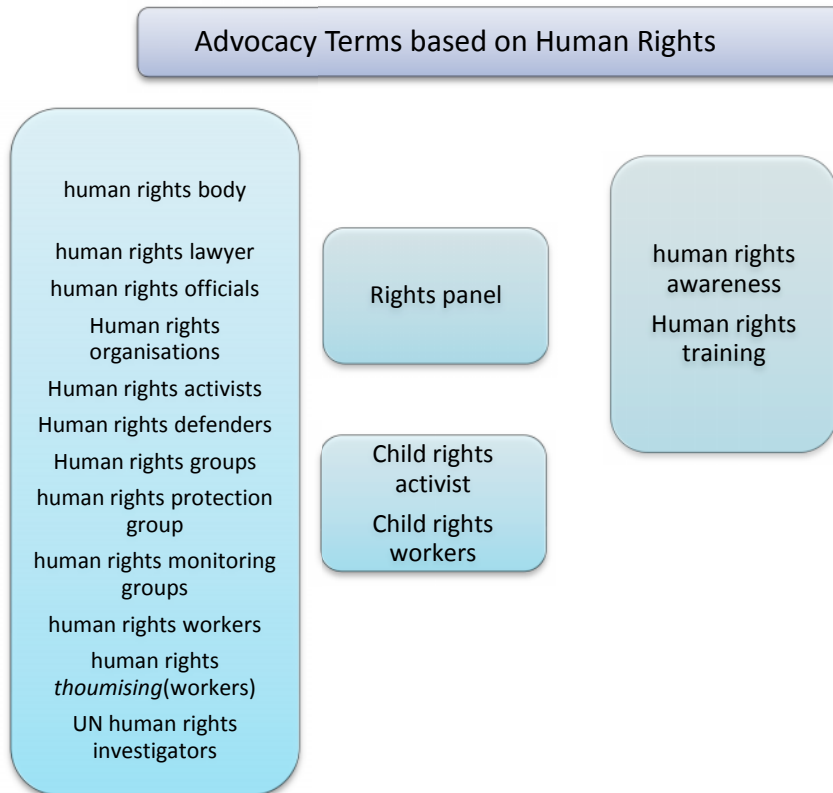 Advocacy Terms based on Human Rights
human rights body
human rights lawyer
human rights officials
Human rights
organisations
Human rights activists
Human rights defenders
Human rights groups
human rights protection
group
human rights monitoring
groups
human rights workers
human rights
thoumising(workers)
UN human rights
investigators
Rights panel
Child rights
activist
Child rights
workers
human rights
awareness
Human rights
training